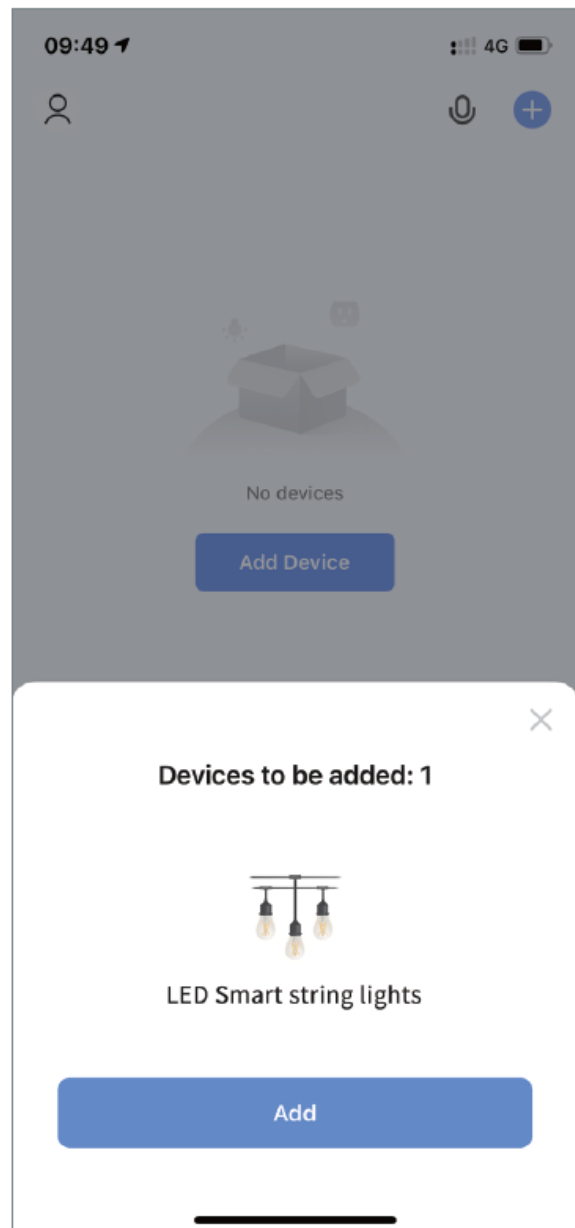 09:49
4G
No devices
Add Device
Devices to be added: 1
LED Smart string lights
Add